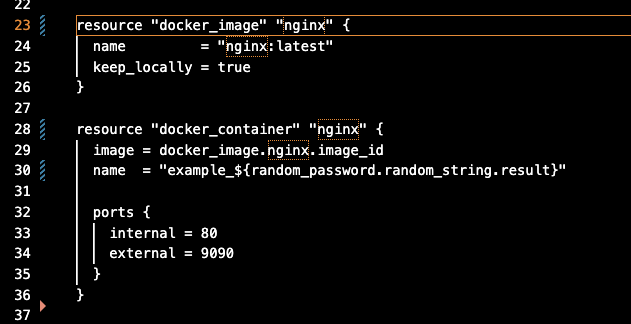 22
23 resource "docker_image" "nginx" {
24   name         = "nginx:latest"
25   keep_locally = true
26 }
27
28 resource "docker_container" "nginx" {
29   image = docker_image.nginx.image_id
30   name  = "example_${random_password.random_string.result}"
31
32   ports {
33     internal = 80
34     external = 9090
35   }
36 }
37